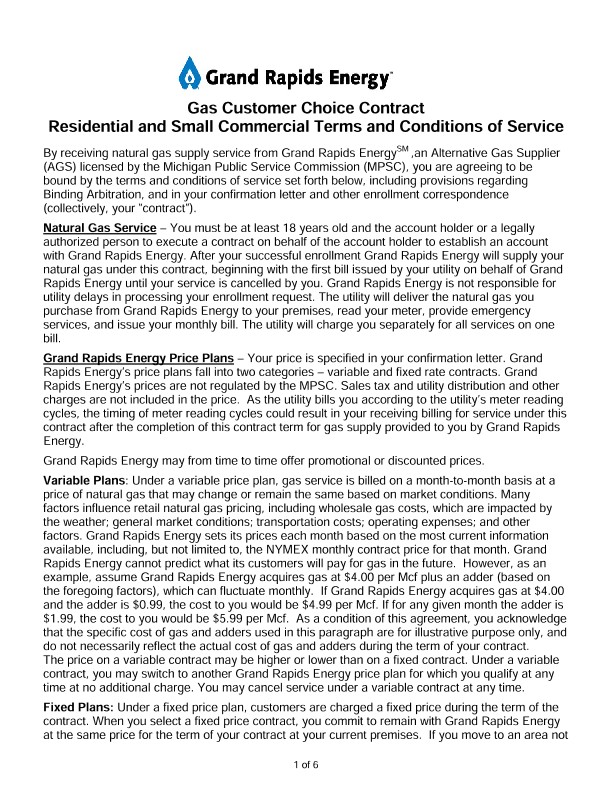 Grand Rapids Energy
Gas Customer Choice Contract
Residential and Small Commercial Terms and Conditions of Service
By receiving natural gas supply service from Grand Rapids EnergySM ,an Alternative Gas Supplier
(AGS) licensed by the Michigan Public Service Commission (MPSC), you are agreeing to be
bound by the terms and conditions of service set forth below, including provisions regarding
Binding Arbitration, and in your confirmation letter and other enrollment correspondence
(collectively, your "contract").
Natural Gas Service – You must be at least 18 years old and the account holder or a legally
authorized person to execute a contract on behalf of the account holder to establish an account
with Grand Rapids Energy. After your successful enrollment Grand Rapids Energy will supply your
natural gas under this contract, beginning with the first bill issued by your utility on behalf of Grand
Rapids Energy until your service is cancelled by you. Grand Rapids Energy is not responsible for
utility delays in processing your enrollment request. The utility will deliver the natural gas you
purchase from Grand Rapids Energy to your premises, read your meter, provide emergency
services, and issue your monthly bill. The utility will charge you separately for all services on one
bill.
Grand Rapids Energy Price Plans – Your price is specified in your confirmation letter. Grand
Rapids Energy's price plans fall into two categories – variable and fixed rate contracts. Grand
Rapids Energy's prices are not regulated by the MPSC. Sales tax and utility distribution and other
charges are not included in the price. As the utility bills you according to the utility's meter reading
cycles, the timing of meter reading cycles could result in your receiving billing for service under this
contract after the completion of this contract term for gas supply provided to you by Grand Rapids
Energy.
Grand Rapids Energy may from time to time offer promotional or discounted prices.
Variable Plans: Under a variable price plan, gas service is billed on a month-to-month basis at a
price of natural gas that may change or remain the same based on market conditions. Many
factors influence retail natural gas pricing, including wholesale gas costs, which are impacted by
the weather; general market conditions; transportation costs; operating expenses; and other
factors. Grand Rapids Energy sets its prices each month based on the most current information
available, including, but not limited to, the NYMEX monthly contract price for that month. Grand
Rapids Energy cannot predict what its customers will pay for gas in the future. However, as an
example, assume Grand Rapids Energy acquires gas at $4.00 per Mcf plus an adder (based on
the foregoing factors), which can fluctuate monthly. If Grand Rapids Energy acquires gas at $4.00
and the adder is $0.99, the cost to you would be $4.99 per Mcf. If for any given month the adder is
$1.99, the cost to you would be $5.99 per Mcf. As a condition of this agreement, you acknowledge
that the specific cost of gas and adders used in this paragraph are for illustrative purpose only, and
do not necessarily reflect the actual cost of gas and adders during the term of your contract.
The price on a variable contract may be higher or lower than on a fixed contract. Under a variable
contract, you may switch to another Grand Rapids Energy price plan for which you qualify at any
time at no additional charge. You may cancel service under a variable contract at any time.
Fixed Plans: Under a fixed price plan, customers are charged a fixed price during the term of the
contract. When you select a fixed price contract, you commit to remain with Grand Rapids Energy
at the same price for the term of your contract at your current premises. If you move to an area not
1 of 6